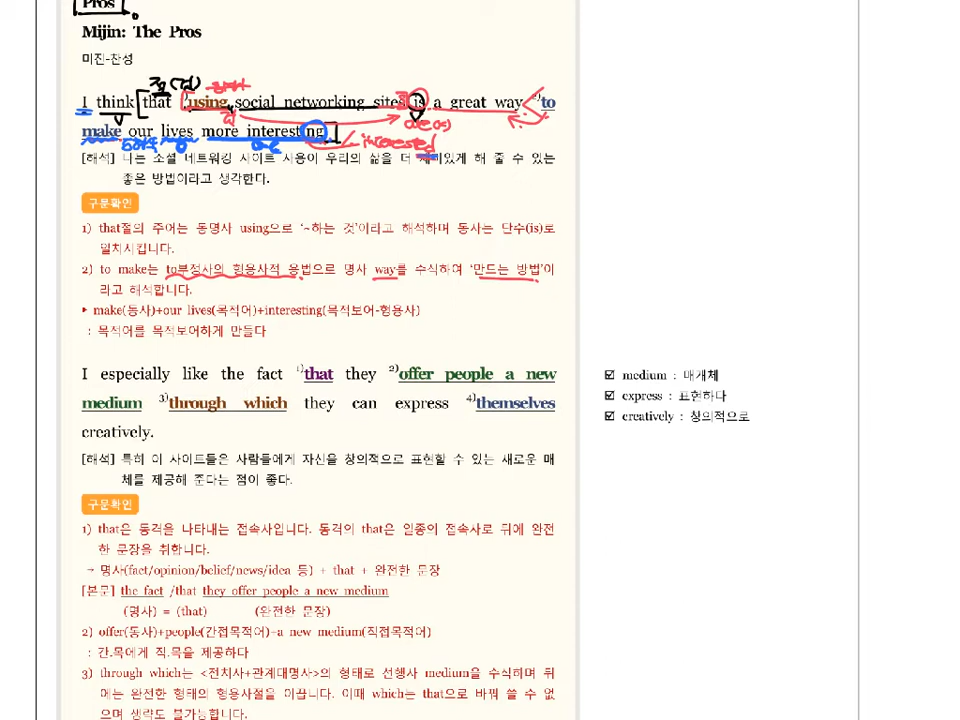 Pros
Mijin: The Pros
미진-찬성
절(접)
I think that 1)using social networking sites is a great way 2)to
are(x)
make our lives more interesting
interested
[해석] 나는 소셜 네트워킹 사이트 사용이 우리의 삶을 더 재미있게 해 줄 수 있는
좋은 방법이라고 생각한다.
구문확인
1) that절의 주어는 동명사 using으로 '~하는 것'이라고 해석하며 동사는 단수(is)로
일치시킵니다.
2) to make는 to부정사의 형용사적 용법으로 명사 way를 수식하여 '만드는 방법'이
라고 해석합니다.
▸ make(동사)+our lives(목적어)+interesting(목적보어-형용사)
: 목적어를 목적보어하게 만들다
I especially like the fact 1)that they 2)offer people a new
medium 3)through which they can express 4)themselves
creatively.
[해석] 특히 이 사이트들은 사람들에게 자신을 창의적으로 표현할 수 있는 새로운 매
체를 제공해 준다는 점이 좋다.
구문확인
1) that은 동격을 나타내는 접속사입니다. 동격의 that은 일종의 접속사로 뒤에 완전
한 문장을 취합니다.
→ 명사(fact/opinion/belief/news/idea 등) + that + 완전한 문장
[본문] the fact /that they offer people a new medium
(명사) = (that) (완전한 문장)
2) offer(동사)+people(간접목적어)-a new medium(직접목적어)
: 간.목에게 직.목을 제공하다
3) through which는 <전치사+관계대명사>의 형태로 선행사 medium을 수식하며 뒤
에는 완전한 형태의 형용사절을 이끕니다. 이때 which는 that으로 바꿔 쓸 수 없
으며 생략도 불가능합니다.
☑ medium : 매개체
☑ express : 표현하다
☑ creatively : 창의적으로